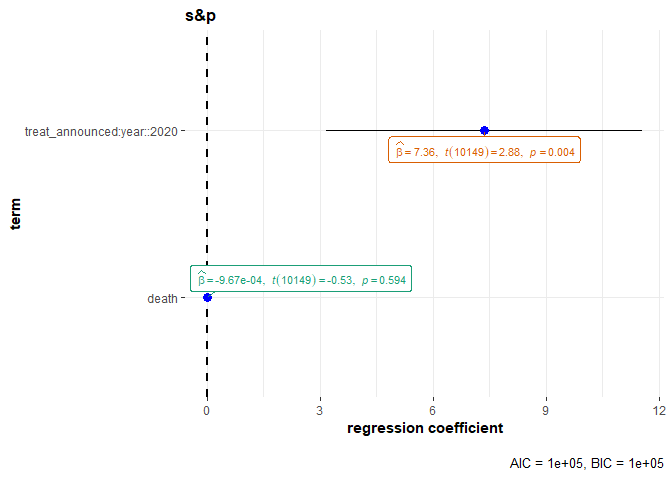 s&p
treat_announced:year::2020
β̂ = 7.36, t(10149) = 2.88, p = 0.004
term
β̂ = -9.67e-04, t(10149) = -0.53, p = 0.594
death
0 3 6 9 12
regression coefficient
AIC = 1e+05, BIC = 1e+05